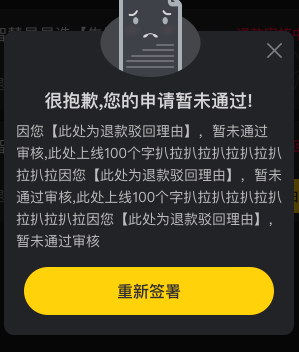 很抱歉,您的申请暂未通过!
因您【此处为退款驳回理由】，暂未通过
审核,此处上线100个字扒拉扒拉扒拉扒拉扒
拉扒拉因您【此处为退款驳回理由】，暂未
通过审核,此处上线100个字扒拉扒拉扒拉扒
拉扒拉扒拉因您【此处为退款驳回理由】，
暂未通过审核
重新签署